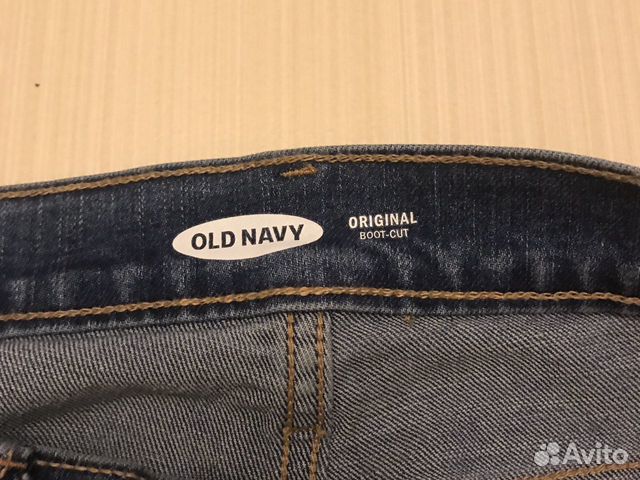 OLD NAVY
ORIGINAL
BOOT-CUT
Avito